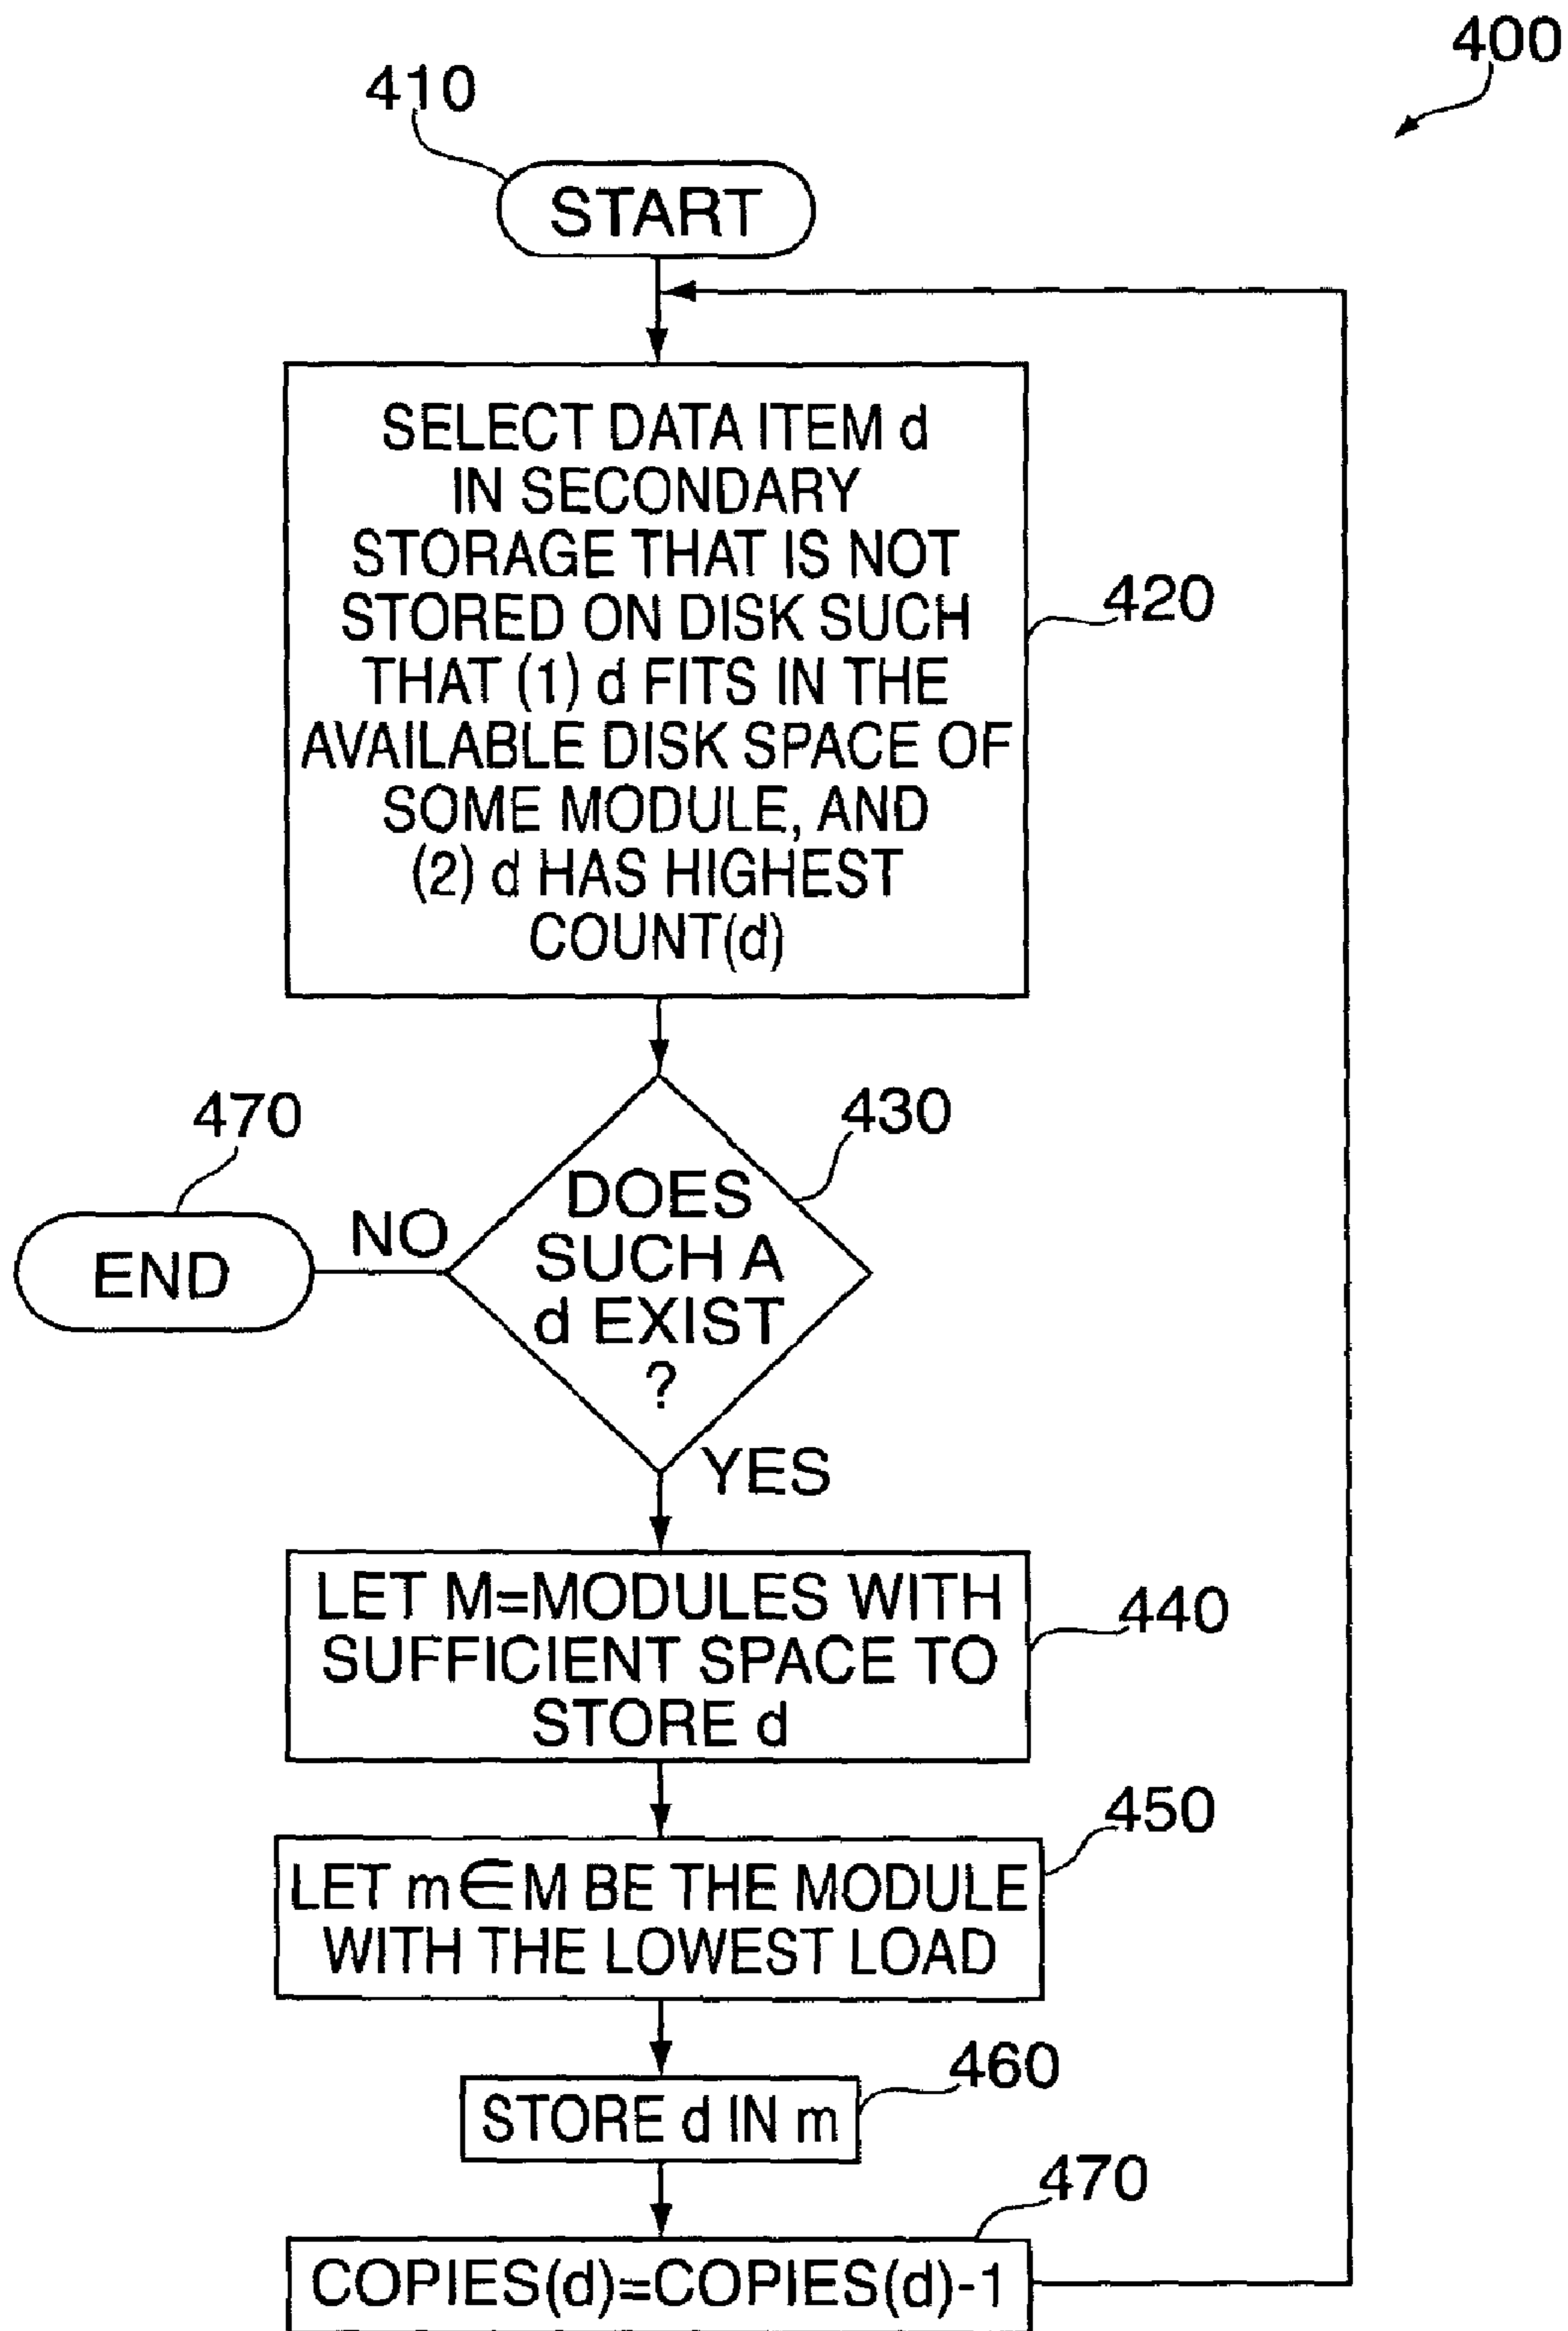 400
410
START
SELECT DATA ITEM d
IN SECONDARY
STORAGE THAT IS NOT
STORED ON DISK SUCH
THAT (1) d FITS IN THE
AVAILABLE DISK SPACE OF
SOME MODULE, AND
(2) d HAS HIGHEST
COUNT(d)
420
470
END
NO
430
DOES
SUCH A
d EXIST
?
YES
LET M=MODULES WITH
SUFFICIENT SPACE TO
STORE d
440
450
LET m∈M BE THE MODULE
WITH THE LOWEST LOAD
460
STORE d IN m
470
COPIES(d)=COPIES(d)-1